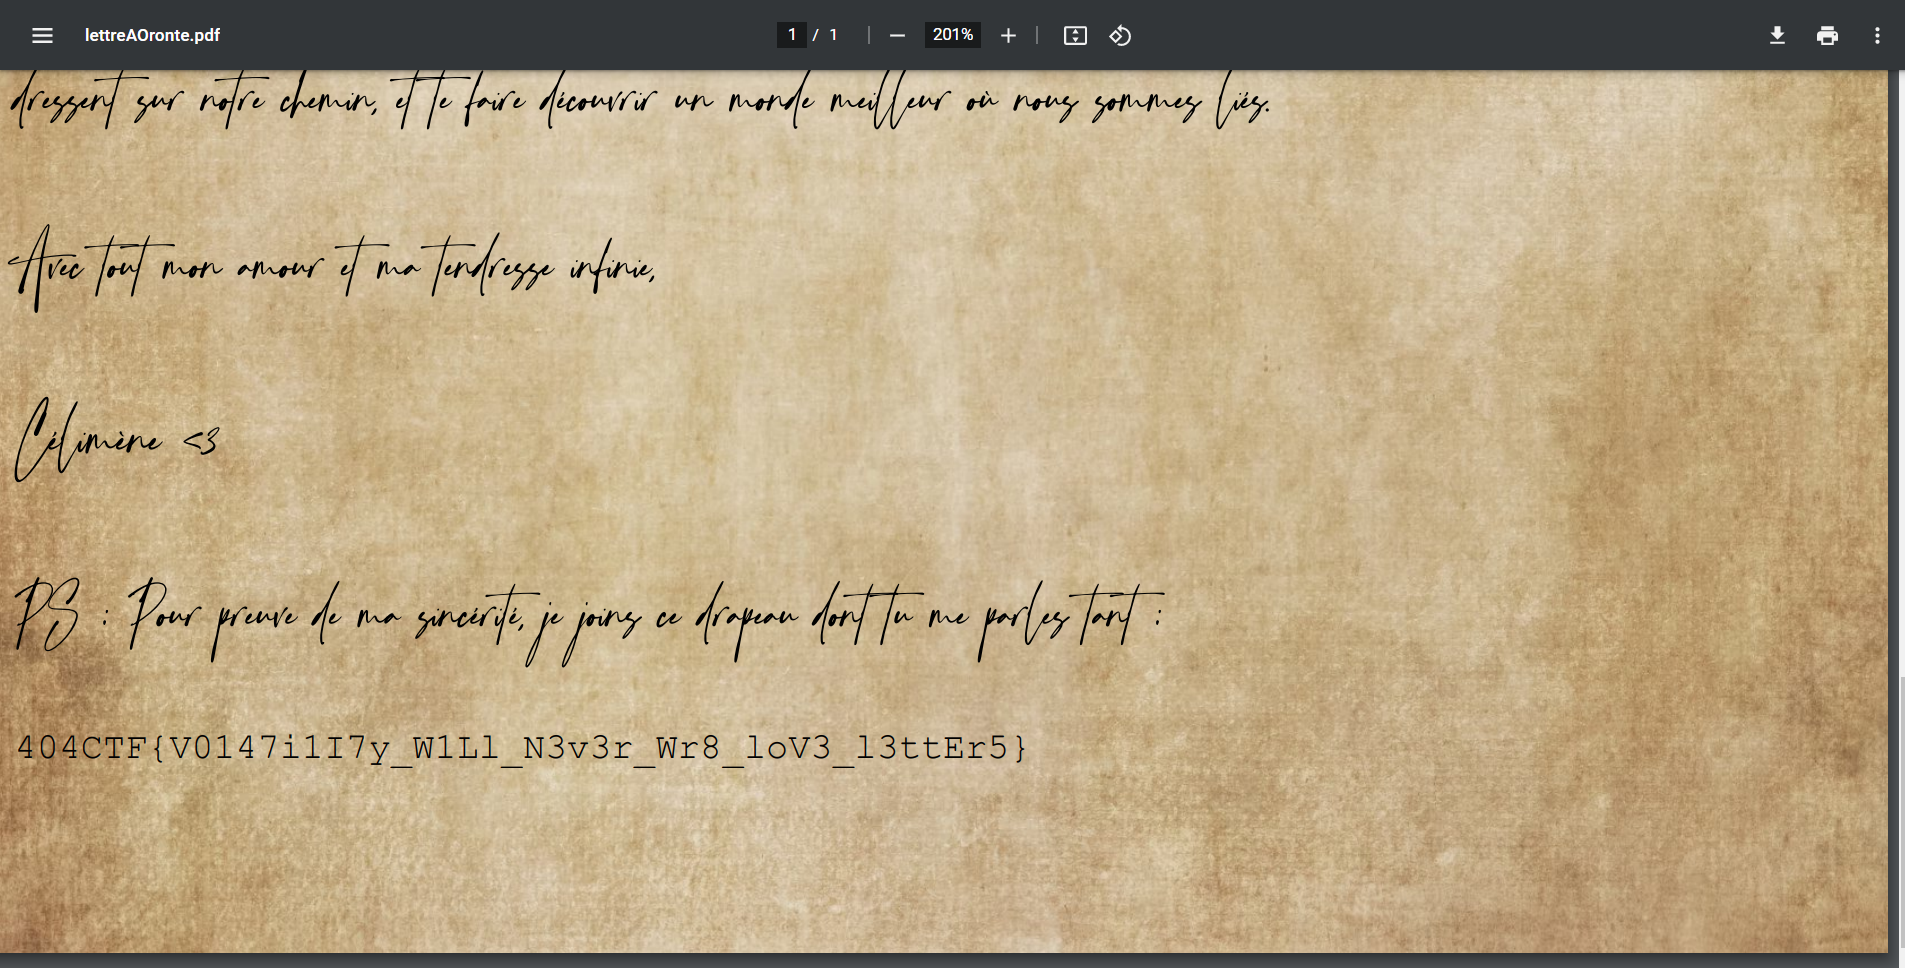 lettreAOronte.pdf
1 / 1
201%
dressent sur notre chemin, et te faire découvrir un monde meilleur où nous sommes liés.
Avec tout mon amour et ma tendresse infinie,
Célimène <3
PS : Pour preuve de ma sincérité, je joins ce drapeau dont tu me parles tant :
404CTF{V0147i1I7y_W1Ll_N3v3r_Wr8_loV3_l3ttEr5}